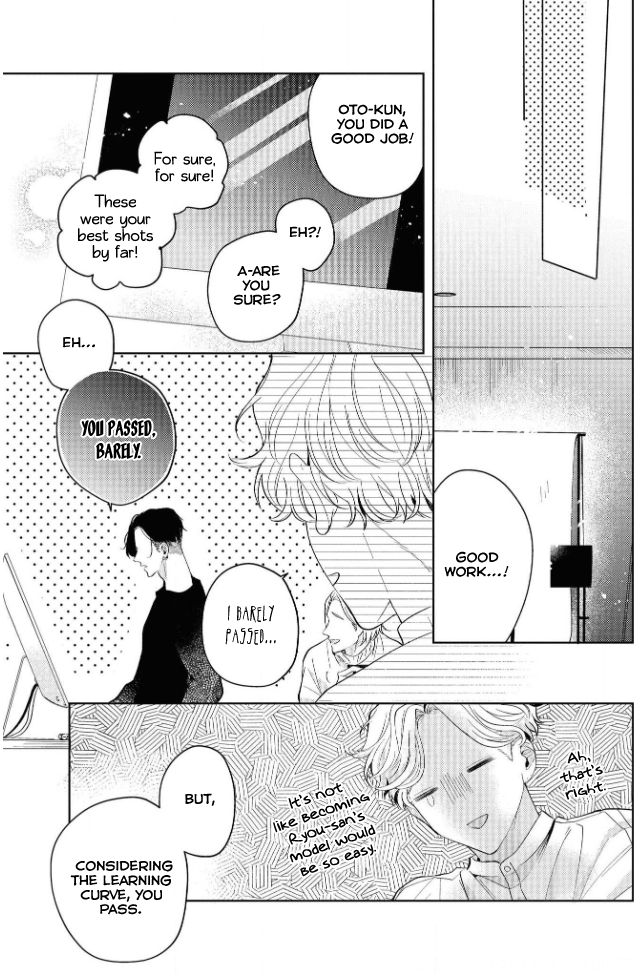 GOOD
WORK...!
OTO-KUN,
YOU DID A
GOOD JOB!
For sure,
for sure!
These
were your
best shots
by far!
EH?!
A-ARE
YOU
SURE?
EH...
YOU PASSED,
BARELY.
I BARELY
PASSED...
Ah,
that's
right.
It's not
like becoming
Ryou-san's
model would
be so easy.
BUT,
CONSIDERING
THE LEARNING
CURVE, YOU
PASS.